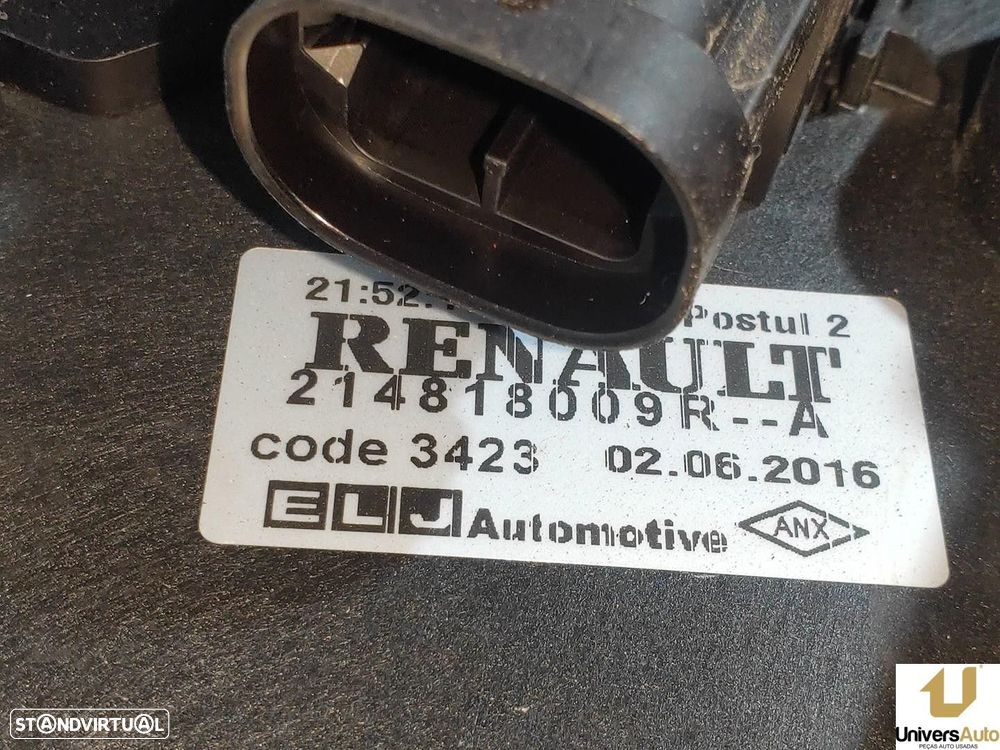 21:52: Postul 2
RENAULT
214818009R--A
code 3423 02.06.2016
ELJ Automotive ANX
STANDVIRTUAL
UniversAuto
PEÇAS AUTO USADAS